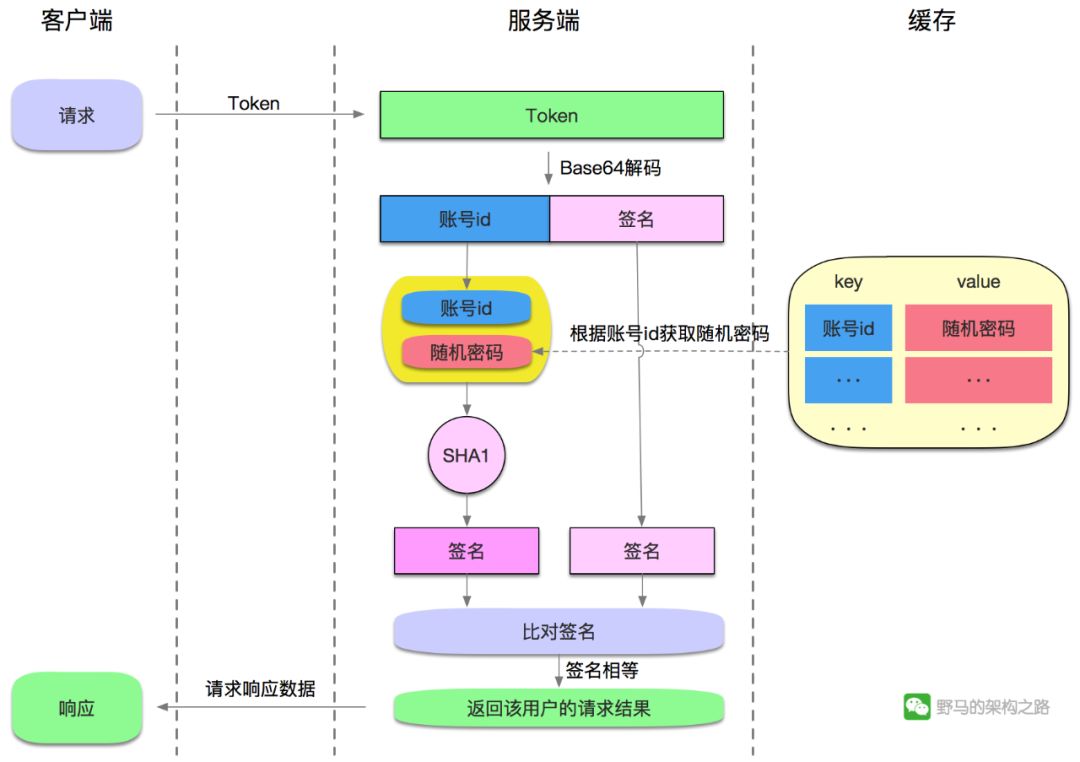 客户端
服务端
缓存
请求
Token
Token
Base64解码
账号id
签名
key
value
账号id
随机密码
账号id
随机密码
根据账号id获取随机密码
...
...
...
...
SHA1
签名
签名
比对签名
签名相等
请求响应数据
响应
返回该用户的请求结果
野马的架构之路